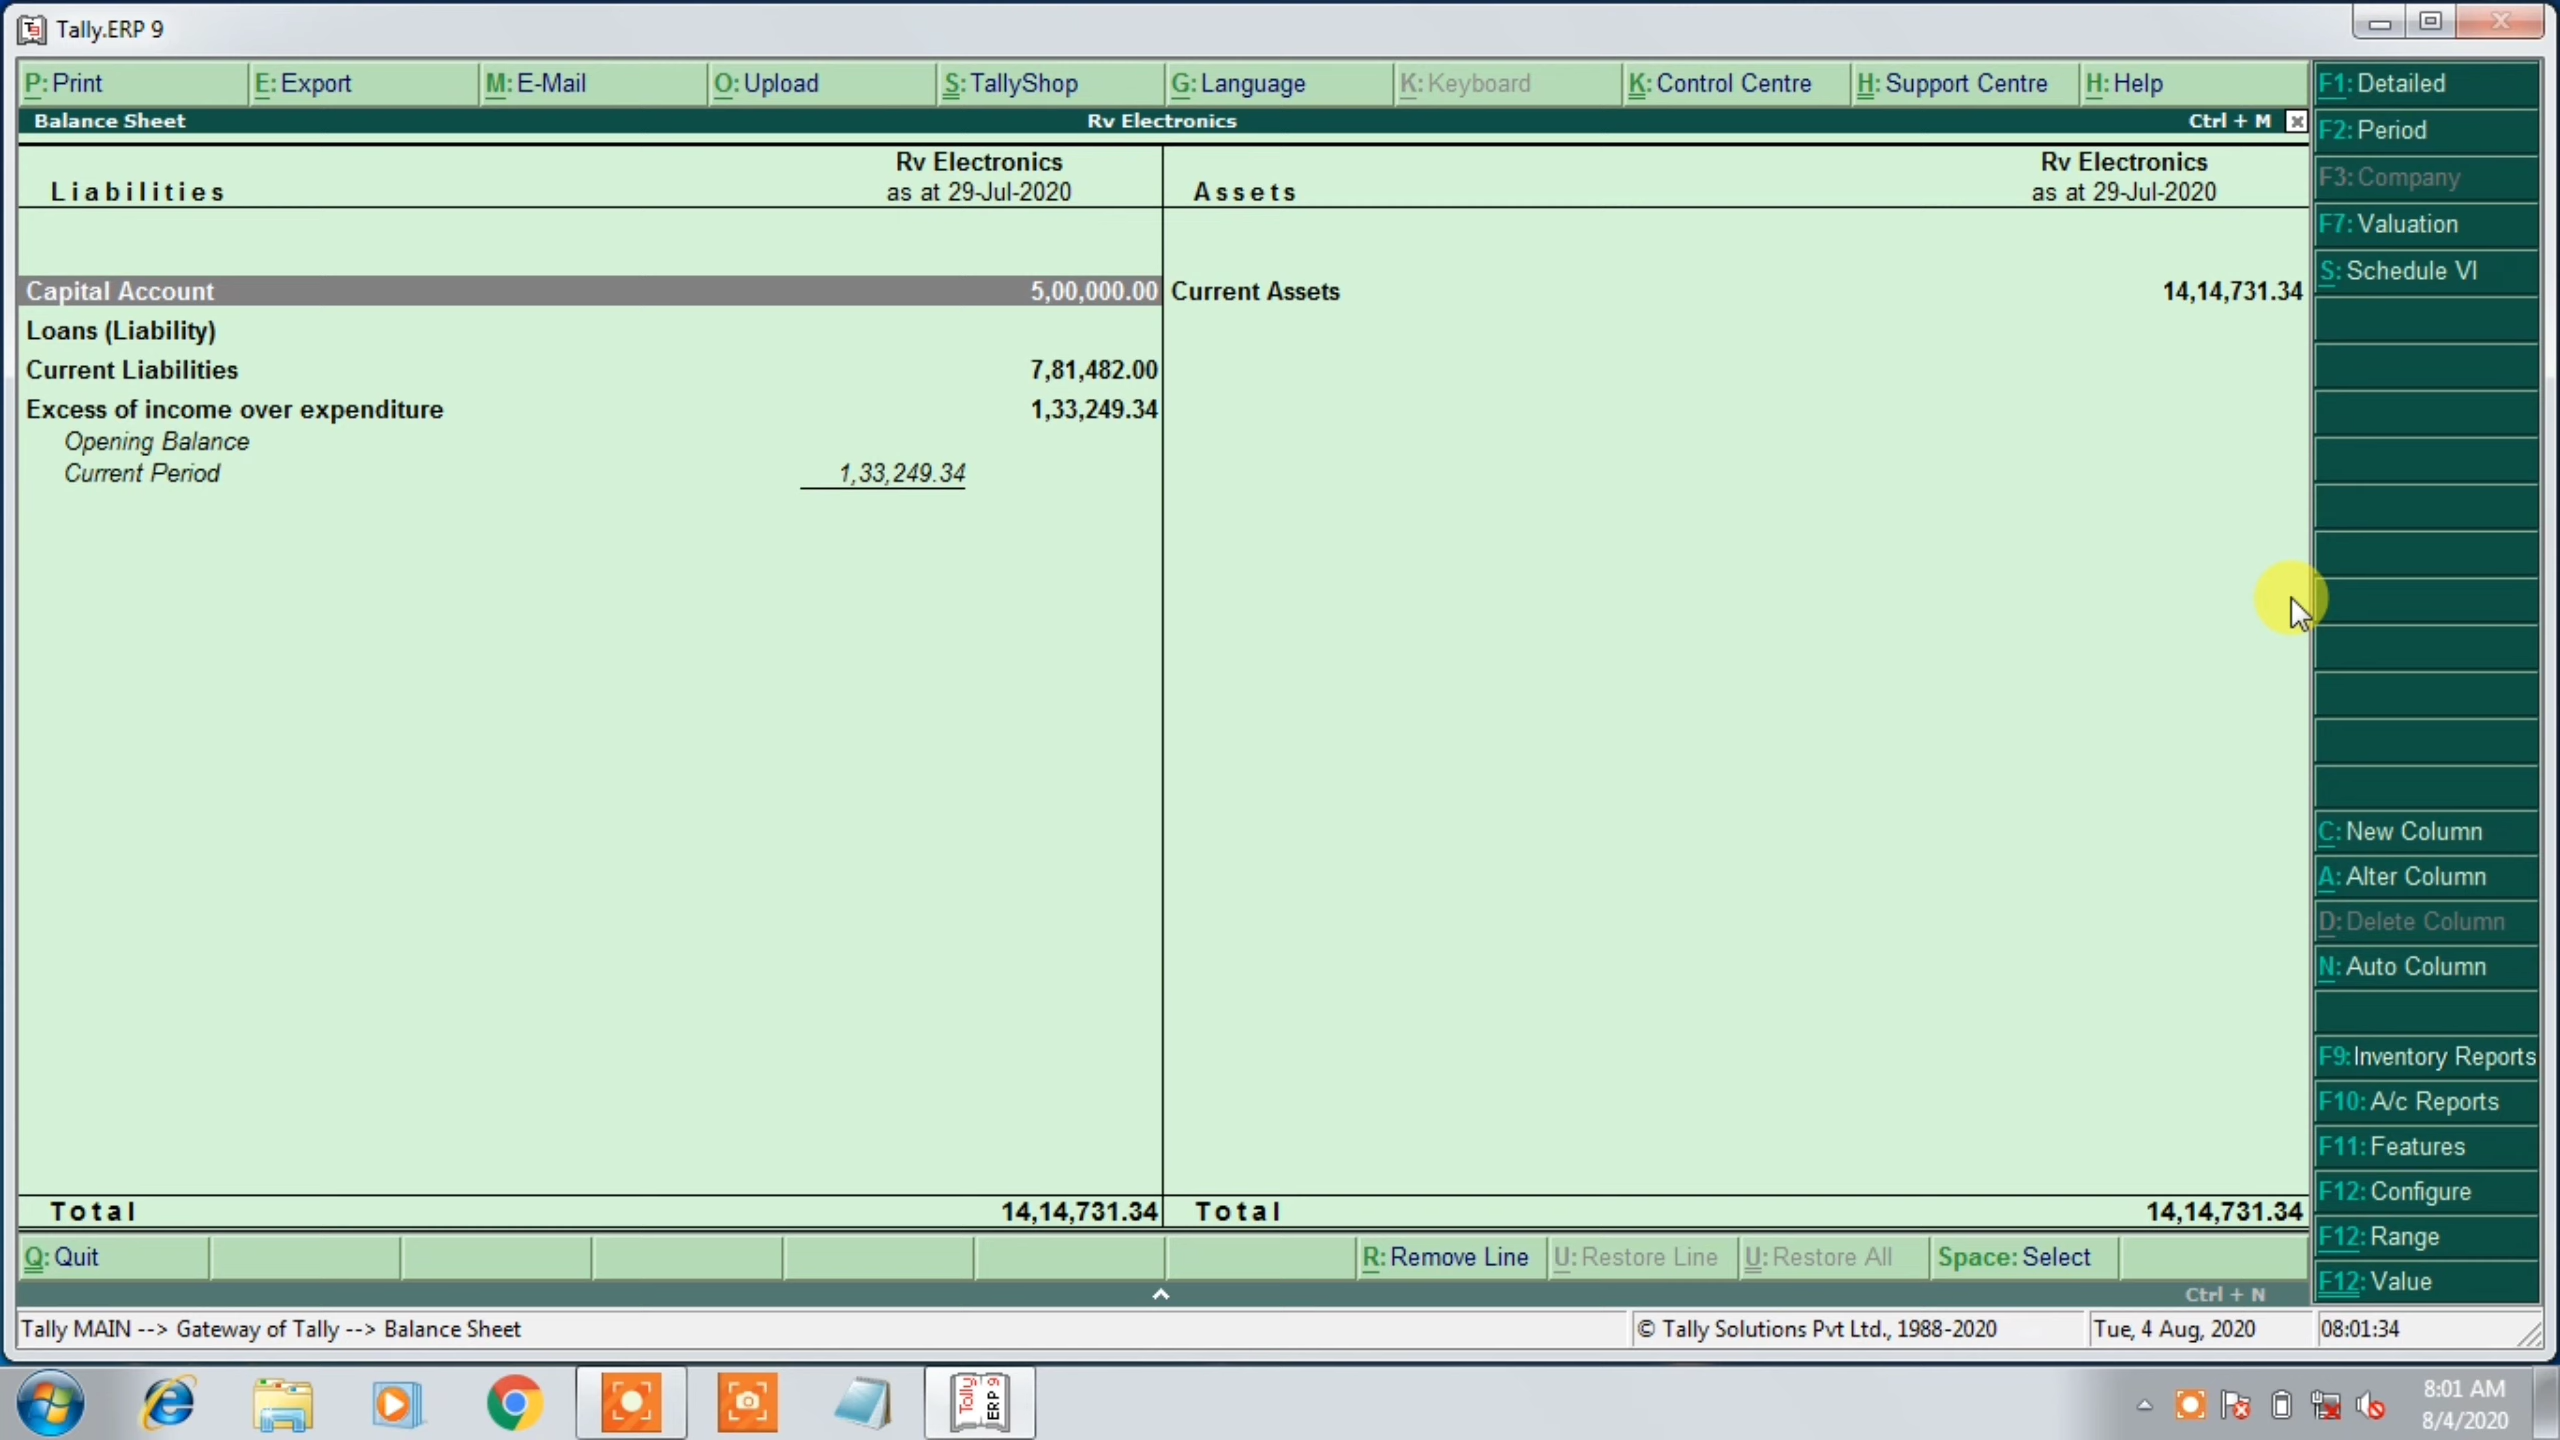 Tally.ERP 9
P: Print E: Export M: E-Mail O: Upload S: TallyShop G: Language K: Keyboard K: Control Centre H: Support Centre H: Help
Balance Sheet Rv Electronics Ctrl + M
Liabilities Rv Electronics as at 29-Jul-2020 Assets Rv Electronics as at 29-Jul-2020
Capital Account 5,00,000.00 Current Assets 14,14,731.34
Loans (Liability)
Current Liabilities 7,81,482.00
Excess of income over expenditure 1,33,249.34
Opening Balance
Current Period 1,33,249.34
Total 14,14,731.34 Total 14,14,731.34
Q: Quit R: Remove Line U: Restore Line U: Restore All Space: Select
Ctrl + N
F1: Detailed
F2: Period
F3: Company
F7: Valuation
S: Schedule VI
C: New Column
A: Alter Column
D: Delete Column
N: Auto Column
F9: Inventory Reports
F10: A/c Reports
F11: Features
F12: Configure
F12: Range
F12: Value
Tally MAIN --> Gateway of Tally --> Balance Sheet © Tally Solutions Pvt Ltd., 1988-2020 Tue, 4 Aug, 2020 08:01:34
Tally ERP 9
8:01 AM
8/4/2020